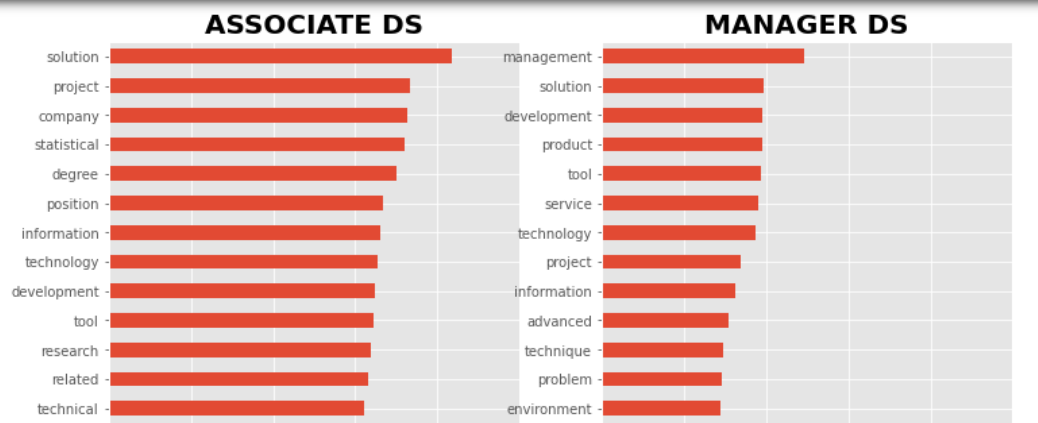 ASSOCIATE DS
solution
project
company
statistical
degree
position
information
technology
development
tool
research
related
technical
MANAGER DS
management
solution
development
product
tool
service
technology
project
information
advanced
technique
problem
environment